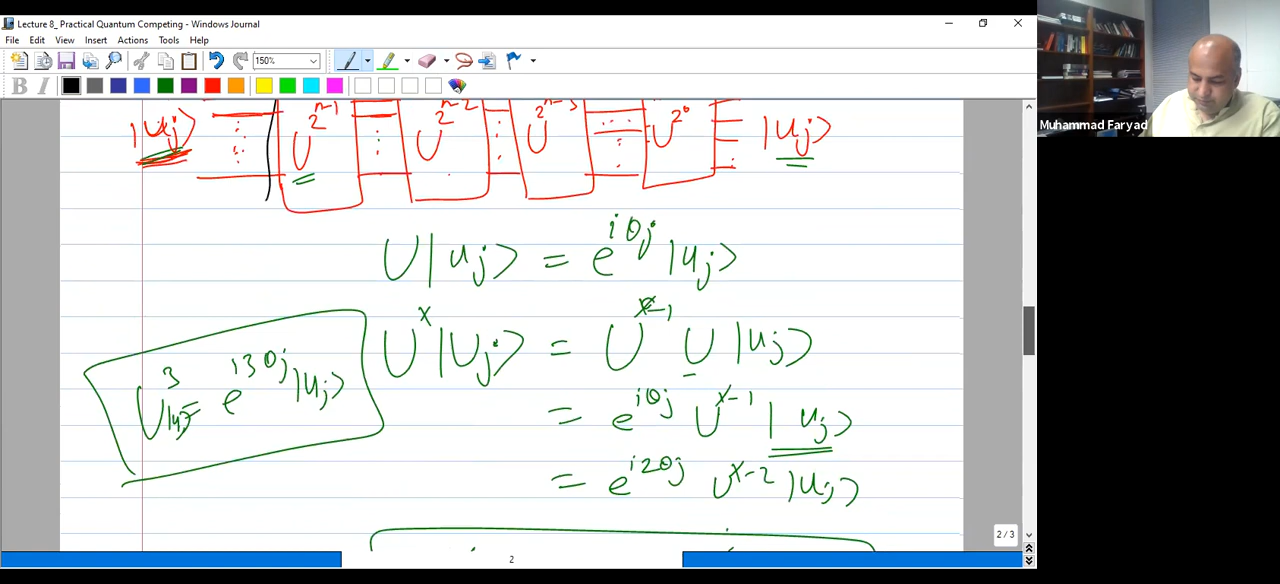 Lecture 8_ Practical Quantum Competing - Windows Journal
File Edit View Insert Actions Tools Help
150%
B I
Muhammad Faryad
|uj⟩ U^2^n-1 U^2^n-2 U^2^n-3 U^2^0 |uj⟩
U|uj⟩ = e^iθj |uj⟩
U^x |Uj⟩ = U^x-1 U |uj⟩
U^3 |uj⟩ = e^i3θj |uj⟩
= e^iθj U^x-1 | uj⟩
= e^i2θj U^x-2 |uj⟩
2 / 3
2